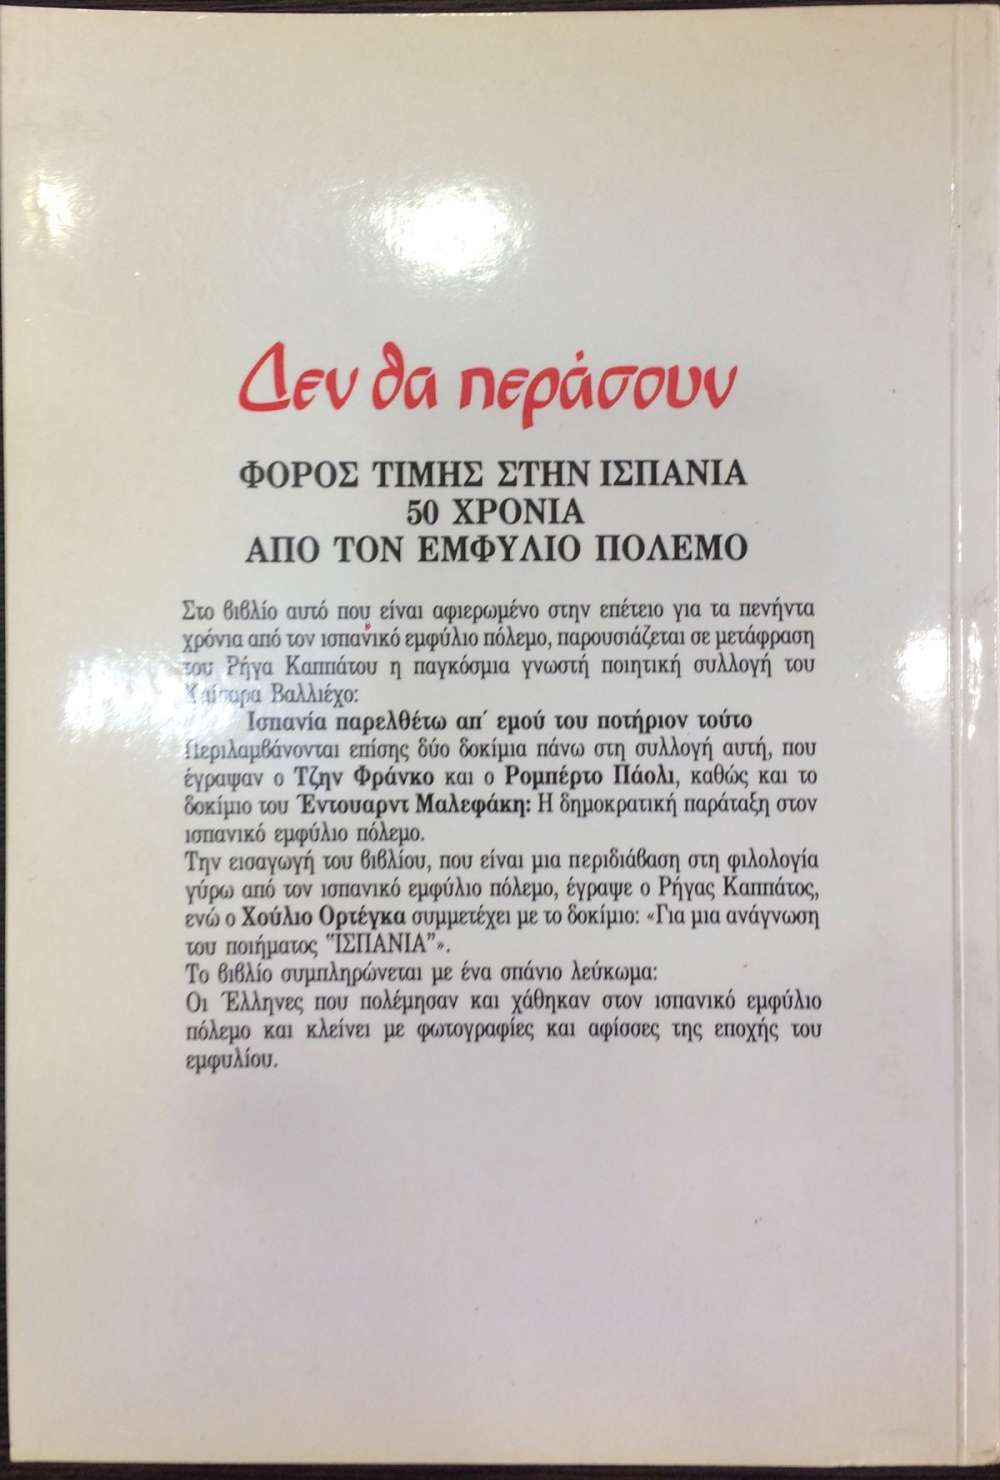 Δεν θα περάσουν
ΦΟΡΟΣ ΤΙΜΗΣ ΣΤΗΝ ΙΣΠΑΝΙΑ
50 ΧΡΟΝΙΑ
ΑΠΟ ΤΟΝ ΕΜΦΥΛΙΟ ΠΟΛΕΜΟ
Στο βιβλίο αυτό που είναι αφιερωμένο στην επέτειο για τα πενήντα
χρόνια από τον ισπανικό εμφύλιο πόλεμο, παρουσιάζεται σε μετάφραση
του Ρήγα Καππάτου η παγκόσμια γνωστή ποιητική συλλογή του
Βαλλιέχο:
Ισπανία παρελθέτω απ' εμού του ποτήριον τούτο
Περιλαμβάνονται επίσης δύο δοκίμια πάνω στη συλλογή αυτή, που
έγραψαν ο Τζην Φράνκο και ο Ρομπέρτο Πάολι, καθώς και το
δοκίμιο του Έντουαρντ Μαλεφάκη: Η δημοκρατική παράταξη στον
ισπανικό εμφύλιο πόλεμο.
Την εισαγωγή του βιβλίου, που είναι μια περιδιάβαση στη φιλολογία
γύρω από τον ισπανικό εμφύλιο πόλεμο, έγραψε ο Ρήγας Καππάτος,
ενώ ο Χούλιο Ορτέγκα συμμετέχει με το δοκίμιο: «Για μια ανάγνωση
του ποιήματος "ΙΣΠΑΝΙΑ"».
Το βιβλίο συμπληρώνεται με ένα σπάνιο λεύκωμα:
Οι Έλληνες που πολέμησαν και χάθηκαν στον ισπανικό εμφύλιο
πόλεμο και κλείνει με φωτογραφίες και αφίσσες της εποχής του
εμφυλίου.